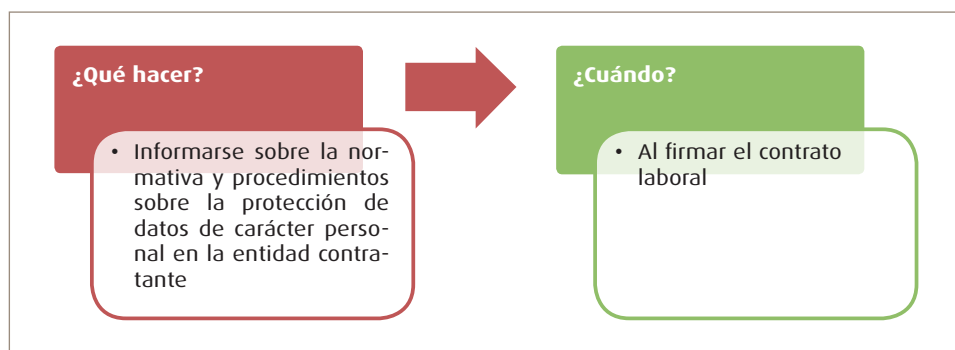 ¿Qué hacer?
• Informarse sobre la nor-
mativa y procedimientos
sobre la protección de
datos de carácter perso-
nal en la entidad contra-
tante
¿Cuándo?
• Al firmar el contrato
laboral